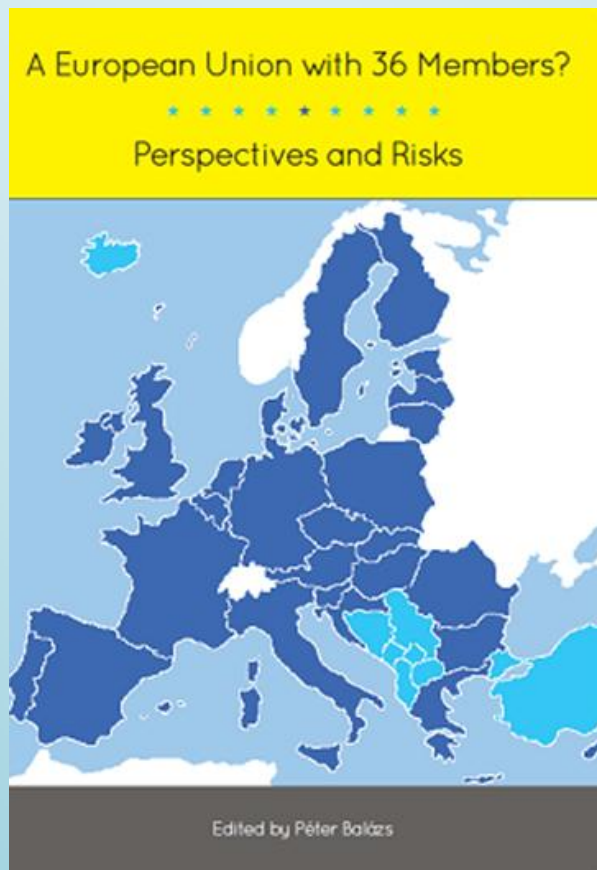 A European Union with 36 Members?
Perspectives and Risks
Edited by Péter Balázs